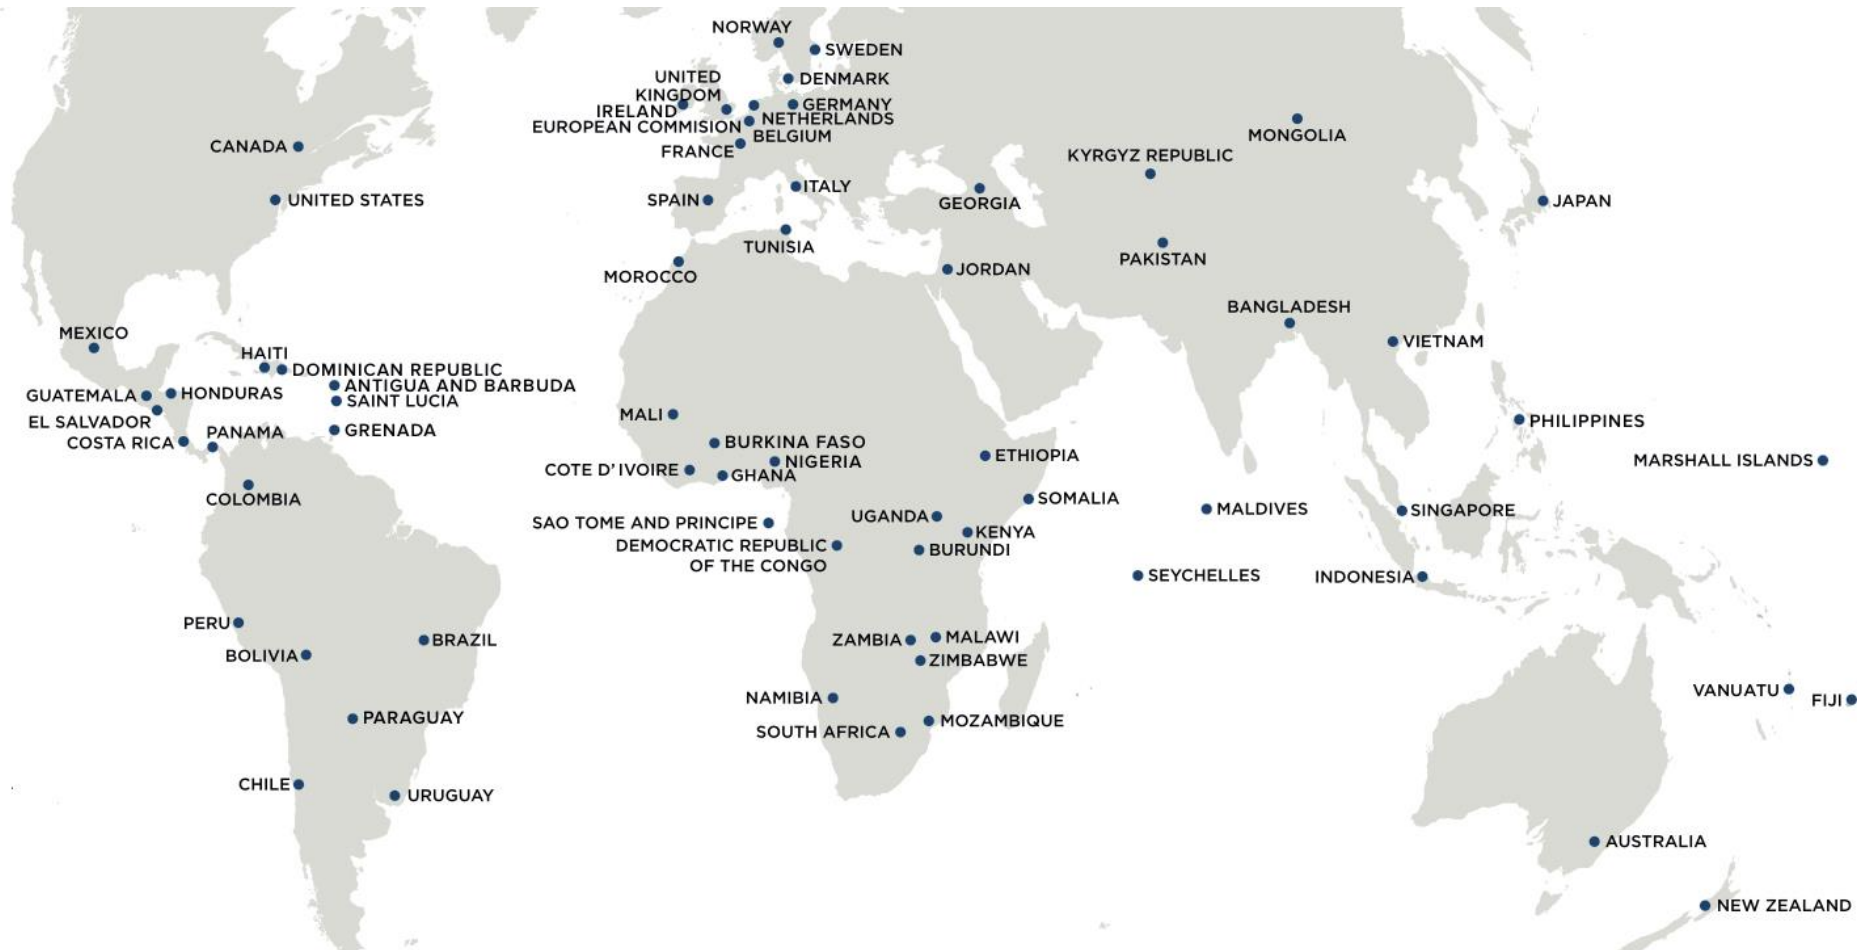 NORWAY
SWEDEN
UNITED
KINGDOM
DENMARK
IRELAND
GERMANY
NETHERLANDS
EUROPEAN COMMISION
BELGIUM
FRANCE
CANADA
MONGOLIA
KYRGYZ REPUBLIC
ITALY
UNITED STATES
SPAIN
GEORGIA
JAPAN
TUNISIA
PAKISTAN
MOROCCO
JORDAN
BANGLADESH
MEXICO
VIETNAM
HAITI
DOMINICAN REPUBLIC
ANTIGUA AND BARBUDA
GUATEMALA
HONDURAS
SAINT LUCIA
EL SALVADOR
MALI
PHILIPPINES
COSTA RICA
PANAMA
GRENADA
BURKINA FASO
ETHIOPIA
MARSHALL ISLANDS
COTE D'IVOIRE
NIGERIA
GHANA
COLOMBIA
SOMALIA
MALDIVES
SINGAPORE
SAO TOME AND PRINCIPE
UGANDA
KENYA
DEMOCRATIC REPUBLIC
OF THE CONGO
BURUNDI
SEYCHELLES
INDONESIA
PERU
BRAZIL
ZAMBIA
MALAWI
BOLIVIA
ZIMBABWE
NAMIBIA
VANUATU
FIJI
PARAGUAY
SOUTH AFRICA
MOZAMBIQUE
CHILE
URUGUAY
AUSTRALIA
NEW ZEALAND